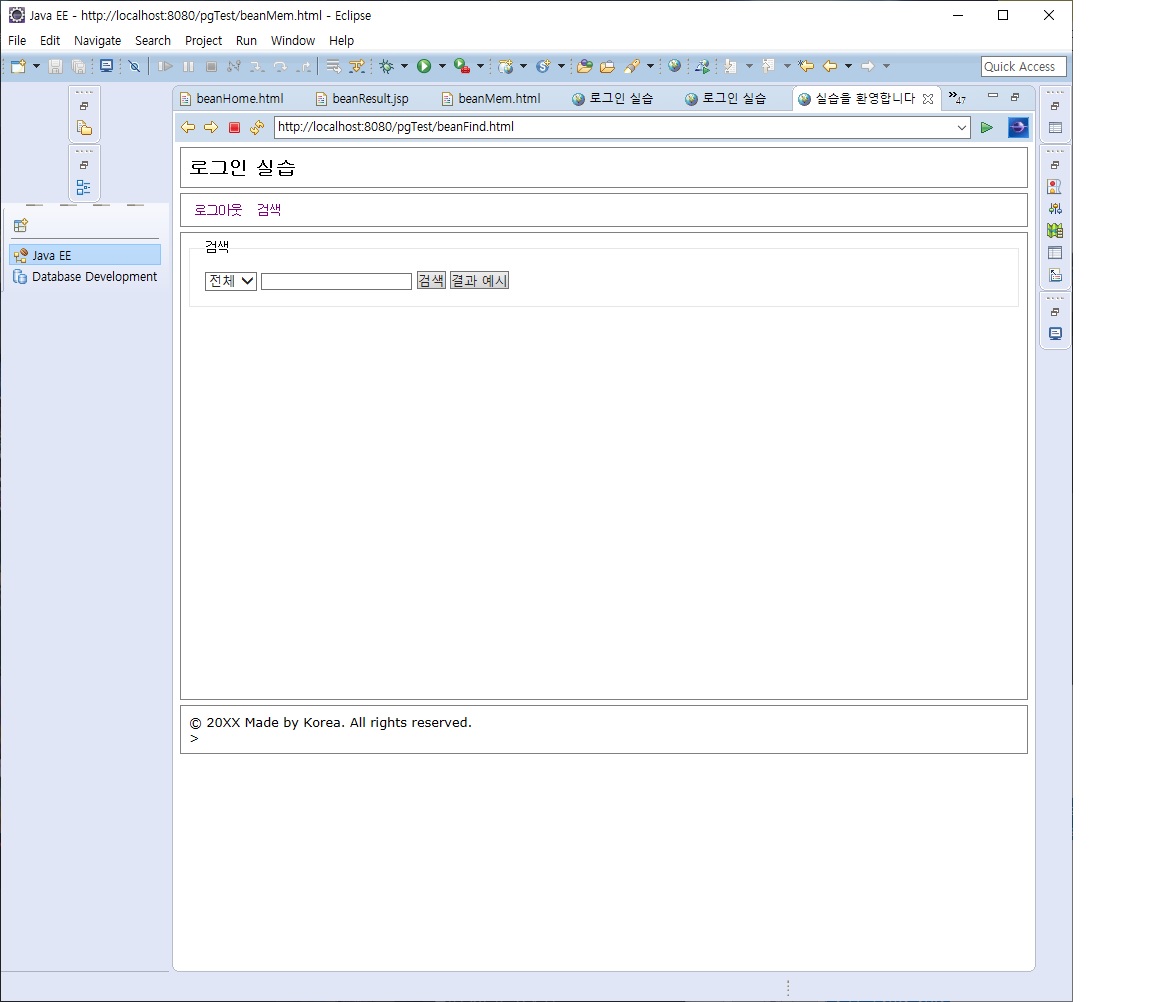 Java EE - http://localhost:8080/pgTest/beanMem.html - Eclipse
File Edit Navigate Search Project Run Window Help
Quick Access
beanHome.html beanResult.jsp beanMem.html 로그인 실습 로그인 실습 실습을 환영합니다 »47
http://localhost:8080/pgTest/beanFind.html
로그인 실습
로그아웃 검색
검색
전체 검색 결과 예시
Java EE
Database Development
© 20XX Made by Korea. All rights reserved.
>